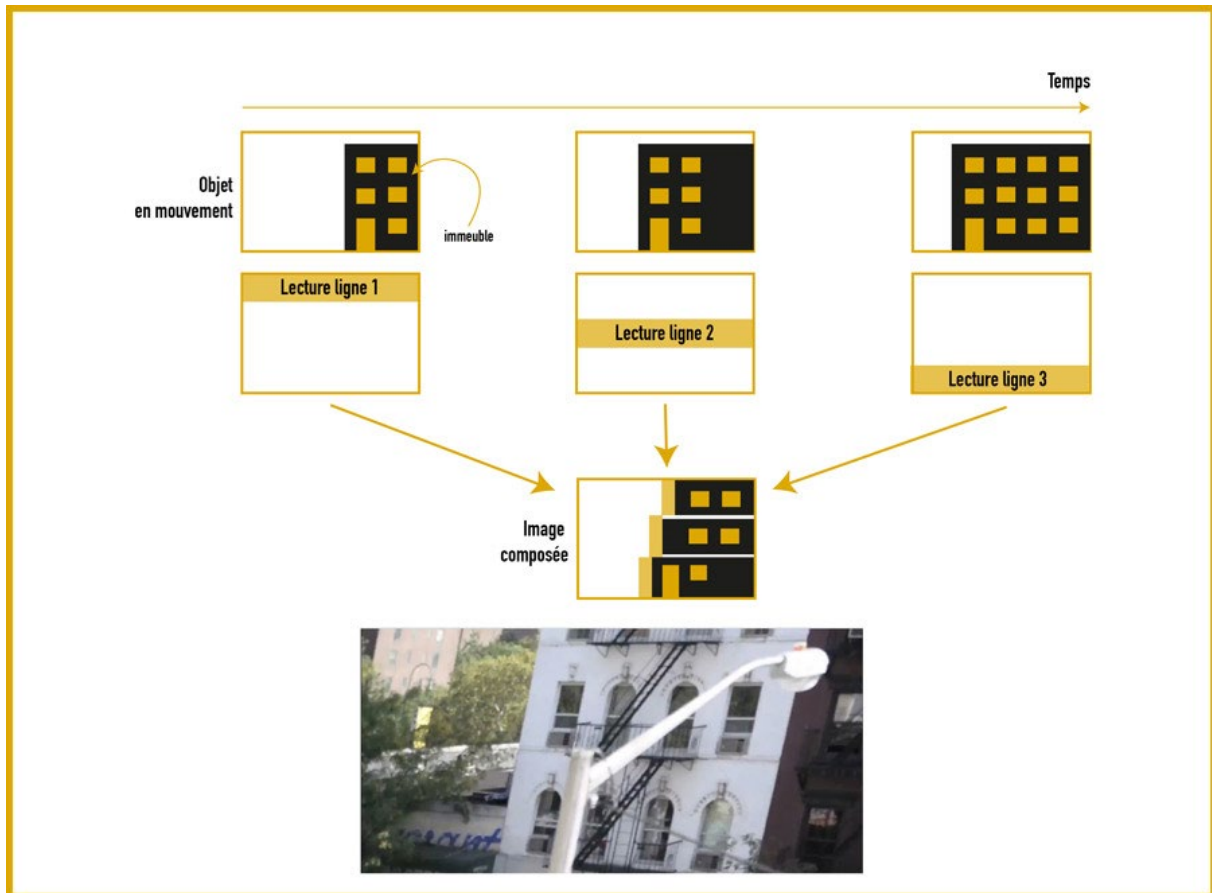 Temps
Objet
en mouvement
immeuble
Lecture ligne 1
Lecture ligne 2
Lecture ligne 3
Image
composée